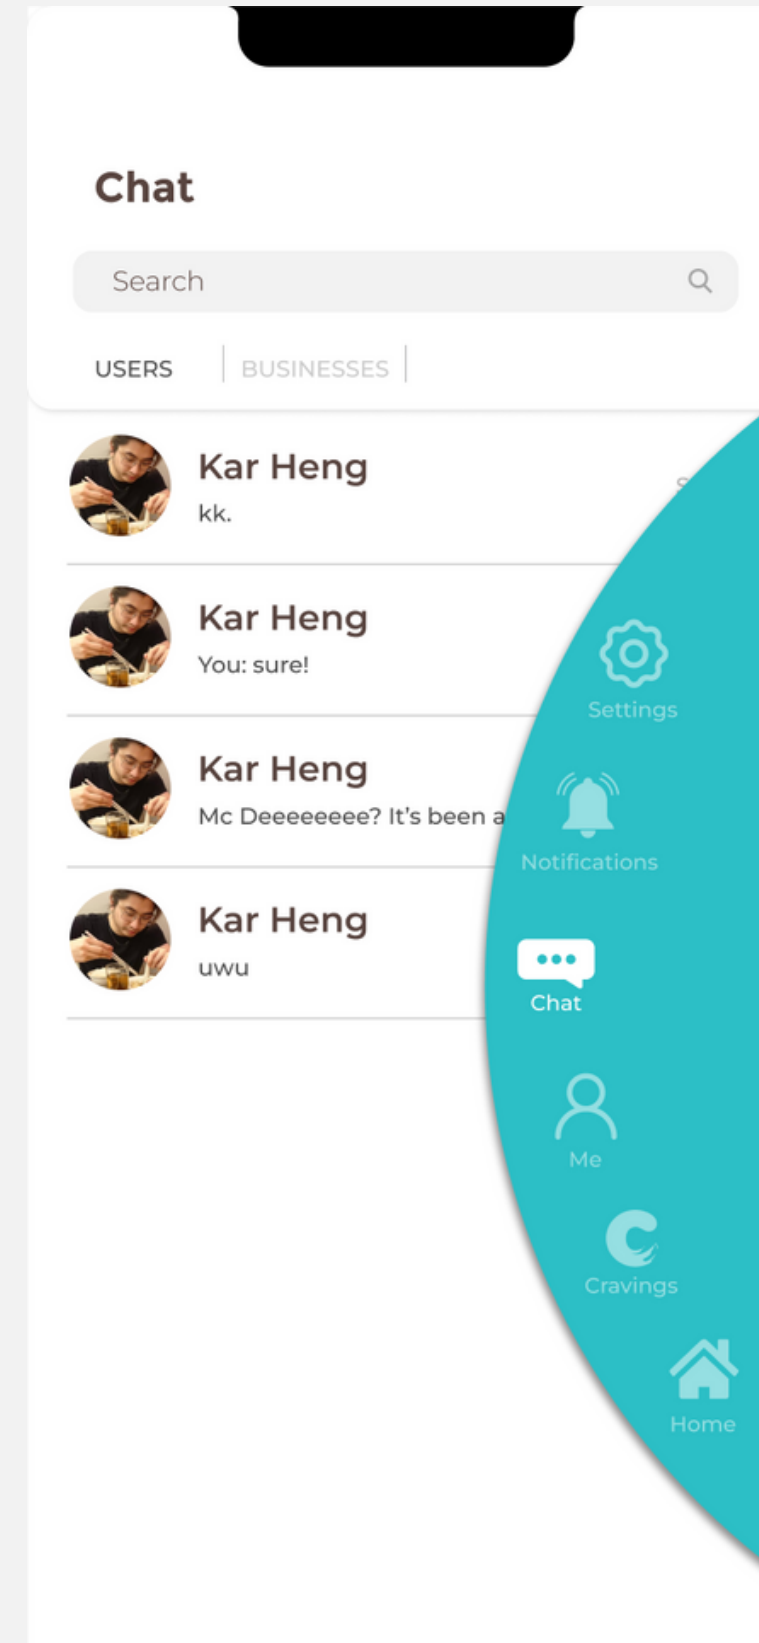 Chat
Search
USERS
BUSINESSES
Kar Heng
kk.
Kar Heng
You: sure!
Kar Heng
Mc Deeeeeeee? It's been a
Kar Heng
uwu
Settings
Notifications
Chat
Me
Cravings
Home